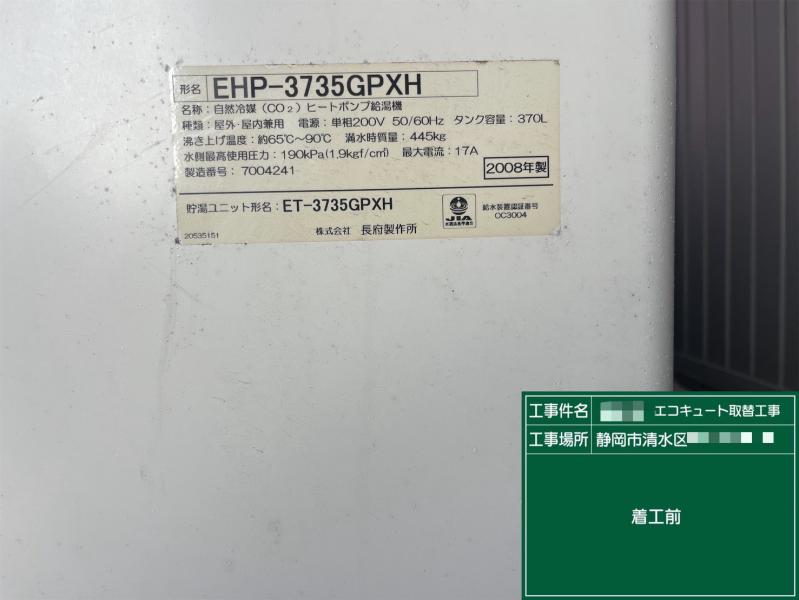 形名 EHP-3735GPXH
名称：自然冷媒（CO₂）ヒートポンプ給湯機
種類：屋外・屋内兼用 電源：単相200V 50/60Hz タンク容量：370L
沸き上げ温度：約65℃〜90℃ 満水時質量：445kg
水側最高使用圧力：190kPa(1.9kgf/cm²) 最大電流：17A
製造番号：7004241
2008年製
貯湯ユニット形名：ET-3735GPXH
JIA
給水装置認証番号
OC3004
20535151
株式会社 長府製作所
工事件名 エコキュート取替工事
工事場所 静岡市清水区
着工前